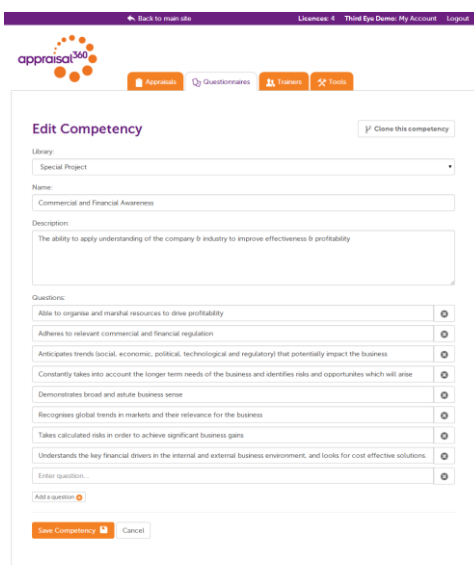 Back to main site
Licences: 4 Third Eye Demo: My Account Logout
appraisal360
Appraisals Questionnaires Trainers Tools
Edit Competency
Clone this competency
Library:
Special Project
Name:
Commercial and Financial Awareness
Description:
The ability to apply understanding of the company & industry to improve effectiveness & profitability
Questions:
Able to organise and marshal resources to drive profitability
Adheres to relevant commercial and financial regulation
Anticipates trends (social, economic, political, technological and regulatory) that potentially impact the business
Constantly takes into account the longer term needs of the business and identifies risks and opportunites which will arise
Demonstrates broad and astute business sense
Recognises global trends in markets and their relevance for the business
Takes calculated risks in order to achieve significant business gains
Understands the key financial drivers in the internal and external business environment, and looks for cost effective solutions.
Enter question...
Add a question
Save Competency Cancel